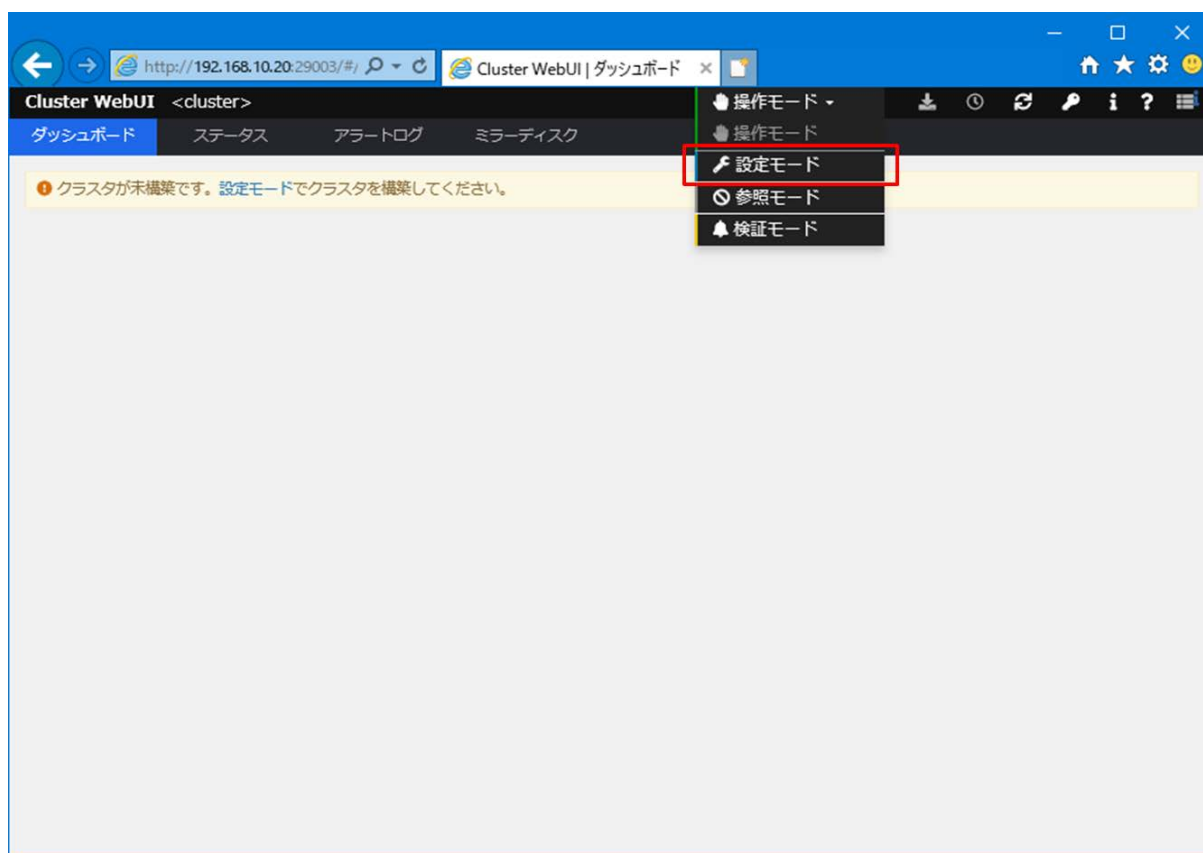 http://192.168.10.20:29003/#/
Cluster WebUI | ダッシュボード
Cluster WebUI <cluster>
操作モード
ダッシュボード ステータス アラートログ ミラーディスク
操作モード
設定モード
クラスタが未構築です。設定モードでクラスタを構築してください。
参照モード
検証モード